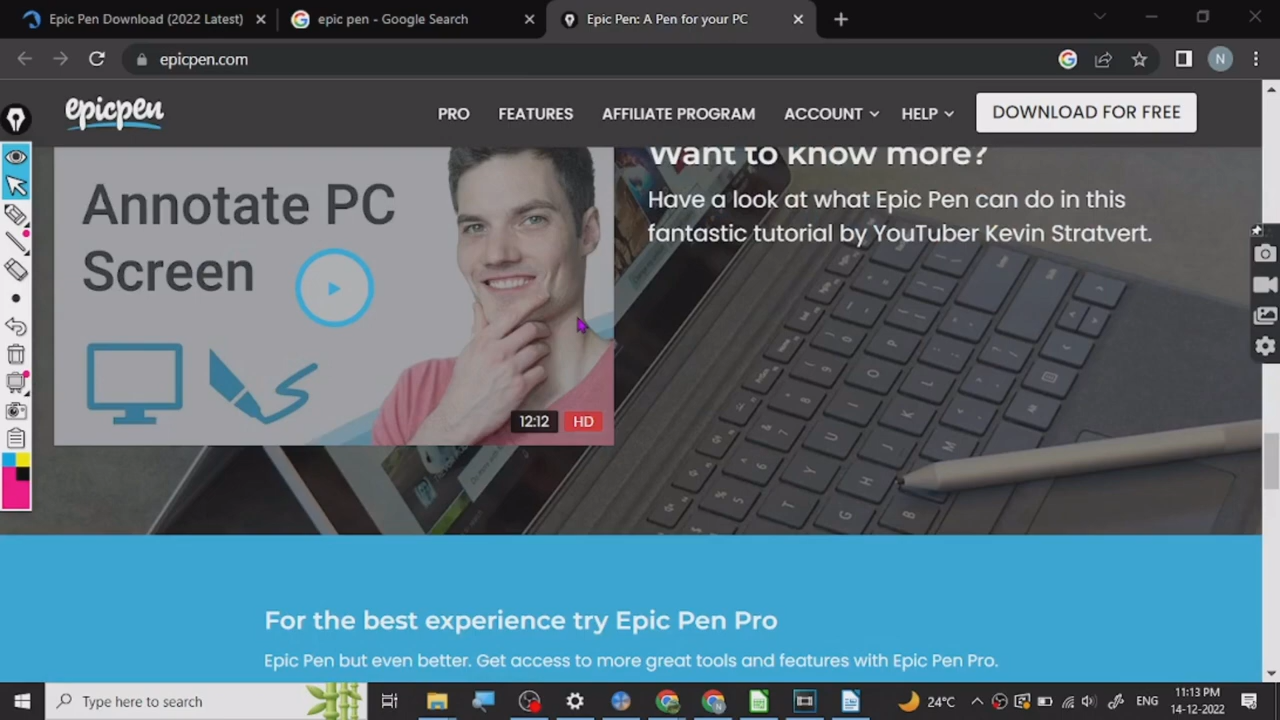 Epic Pen Download (2022 Latest)
epic pen - Google Search
Epic Pen: A Pen for your PC
epicpen.com
N
epicpen
PRO
FEATURES
AFFILIATE PROGRAM
ACCOUNT
HELP
DOWNLOAD FOR FREE
Annotate PC
Screen
12:12
HD
Want to know more?
Have a look at what Epic Pen can do in this
fantastic tutorial by YouTuber Kevin Stratvert.
For the best experience try Epic Pen Pro
Epic Pen but even better. Get access to more great tools and features with Epic Pen Pro.
Type here to search
24°C
ENG
11:13 PM
14-12-2022